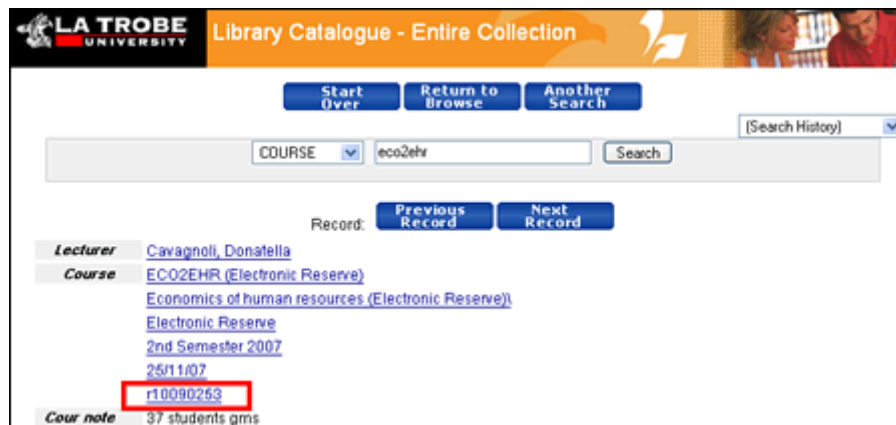 LA TROBE
UNIVERSITY
Library Catalogue - Entire Collection
Start Over
Return to Browse
Another Search
(Search History)
COURSE
eco2ehr
Search
Record:
Previous Record
Next Record
Lecturer Cavagnoli, Donatella
Course ECO2EHR (Electronic Reserve)
Economics of human resources (Electronic Reserve)\
Electronic Reserve
2nd Semester 2007
25/11/07
r10090253
Cour note 37 students gms